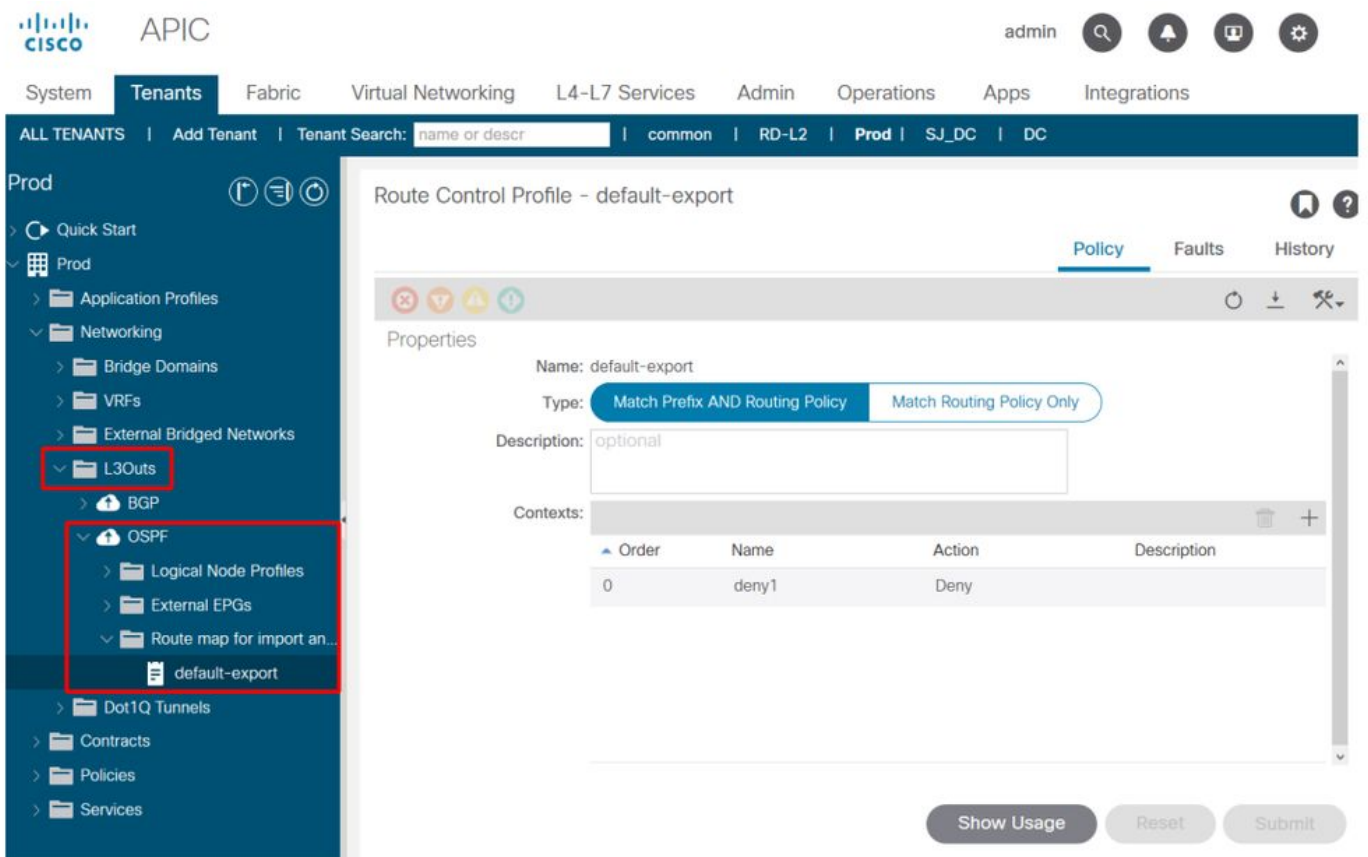 CISCO APIC admin
System Tenants Fabric Virtual Networking L4-L7 Services Admin Operations Apps Integrations
ALL TENANTS | Add Tenant | Tenant Search: name or descr | common | RD-L2 | Prod | SJ_DC | DC
Prod
Quick Start
Prod
Application Profiles
Networking
Bridge Domains
VRFs
External Bridged Networks
L3Outs
BGP
OSPF
Logical Node Profiles
External EPGs
Route map for import an...
default-export
Dot1Q Tunnels
Contracts
Policies
Services
Route Control Profile - default-export
Policy Faults History
Properties
Name: default-export
Type: Match Prefix AND Routing Policy Match Routing Policy Only
Description: optional
Contexts:
Order Name Action Description
0 deny1 Deny
Show Usage Reset Submit